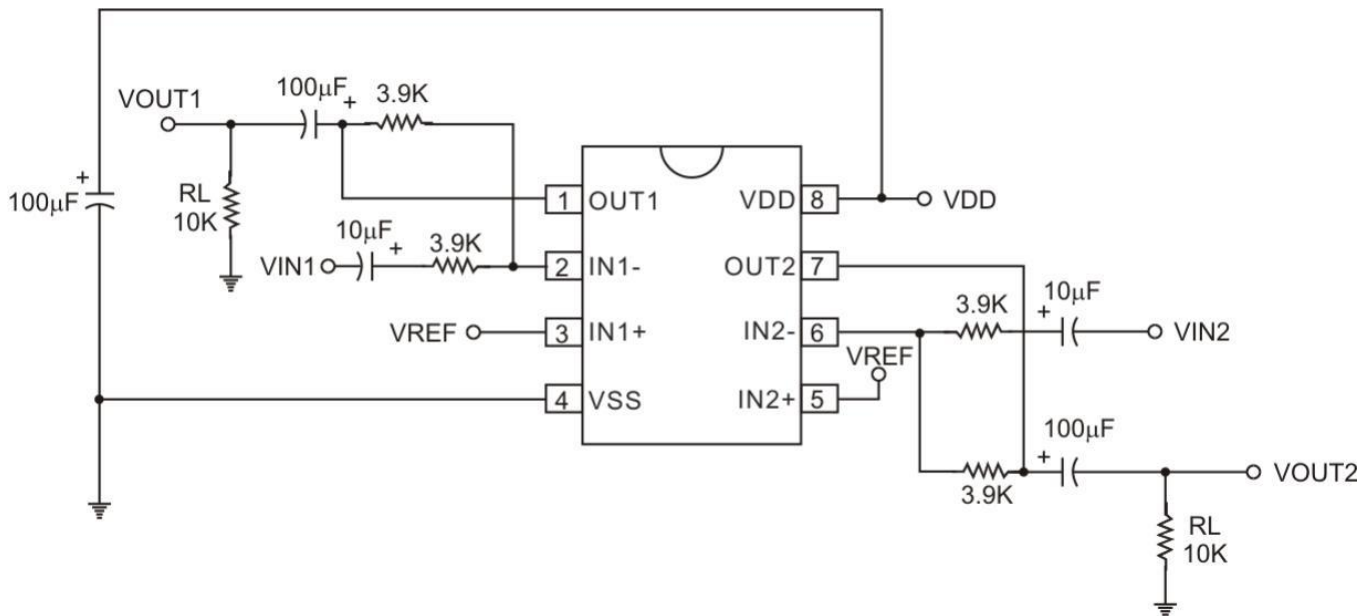 100μF
+
3.9K
VOUT1
+
100μF
RL
10K
10μF
+
3.9K
VIN1
VREF
1 OUT1
2 IN1-
3 IN1+
4 VSS
VDD 8
OUT2 7
IN2- 6
IN2+ 5
VDD
3.9K
10μF
+
VIN2
VREF
100μF
+
3.9K
VOUT2
RL
10K